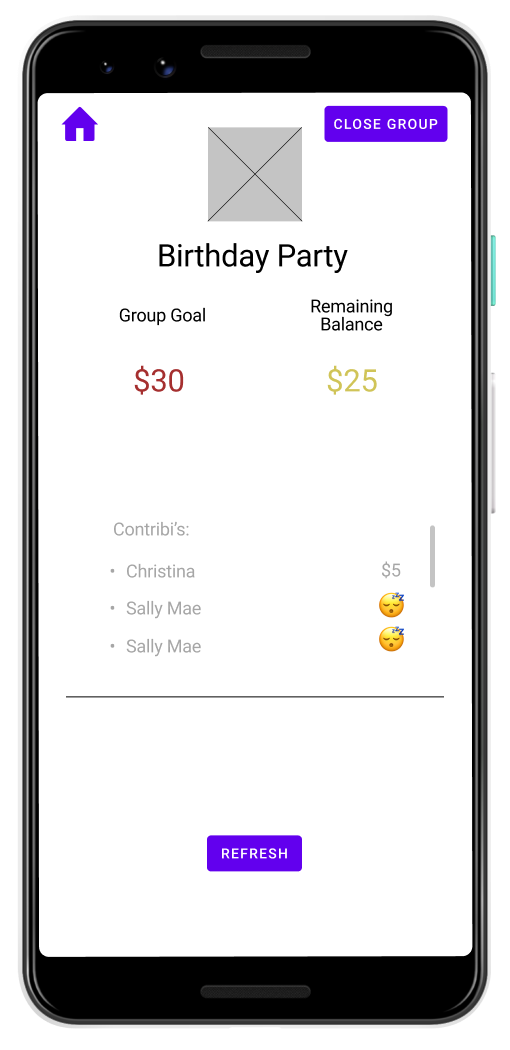 CLOSE GROUP
Birthday Party
Group Goal
Remaining
Balance
$30
$25
Contribi's:
• Christina $5
• Sally Mae 😴
• Sally Mae 😴
REFRESH